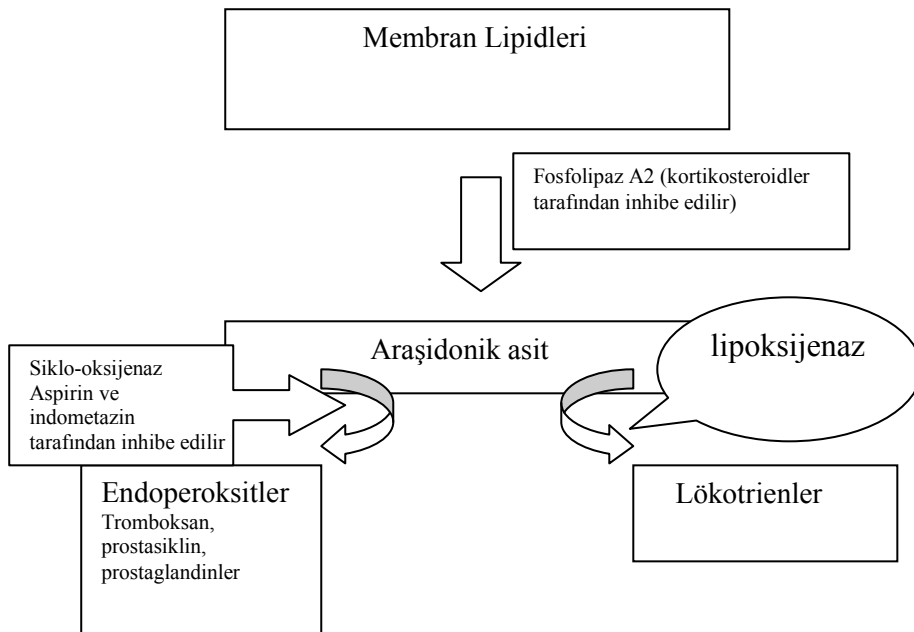 Membran Lipidleri
Fosfolipaz A2 (kortikosteroidler
tarafından inhibe edilir)
Araşidonik asit
lipoksijenaz
Siklo-oksijenaz
Aspirin ve
indometazin
tarafından inhibe edilir
Endoperoksitler
Tromboksan,
prostasiklin,
prostaglandinler
Lökotrienler